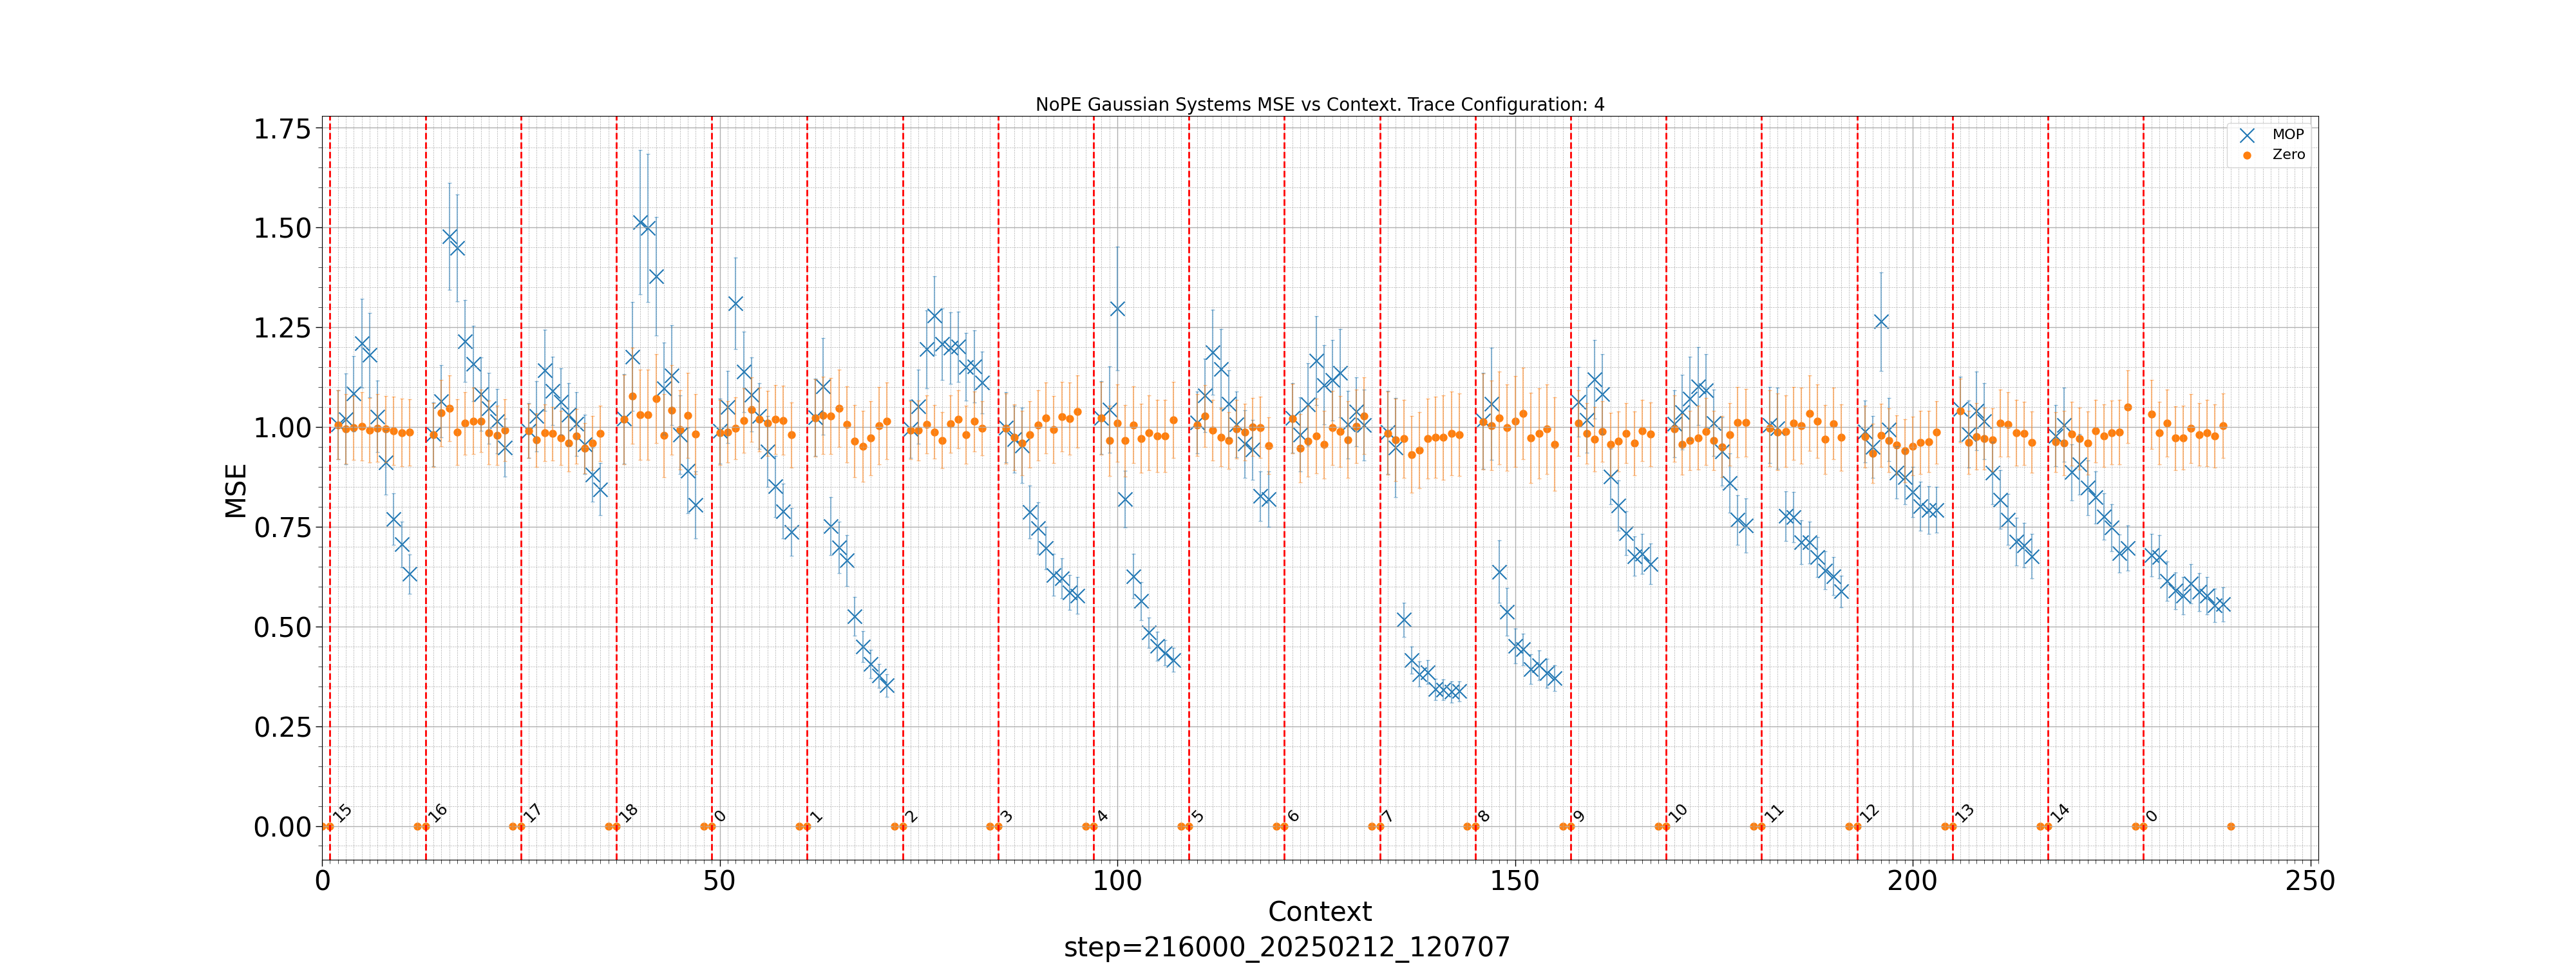 NoPE Gaussian Systems MSE vs Context. Trace Configuration: 4
MOP
Zero
1.75
1.50
1.25
1.00
0.75
0.50
0.25
0.00
MSE
15 16 17 18 0 1 2 3 4 5 6 7 8 9 10 11 12 13 14 0
0 50 100 150 200 250
Context
step=216000_20250212_120707